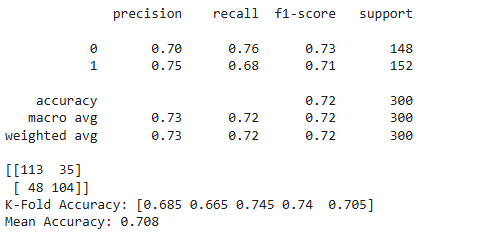 precision recall f1-score support
0 0.70 0.76 0.73 148
1 0.75 0.68 0.71 152
accuracy 0.72 300
macro avg 0.73 0.72 0.72 300
weighted avg 0.73 0.72 0.72 300
[[113 35]
[ 48 104]]
K-Fold Accuracy: [0.685 0.665 0.745 0.74 0.705]
Mean Accuracy: 0.708